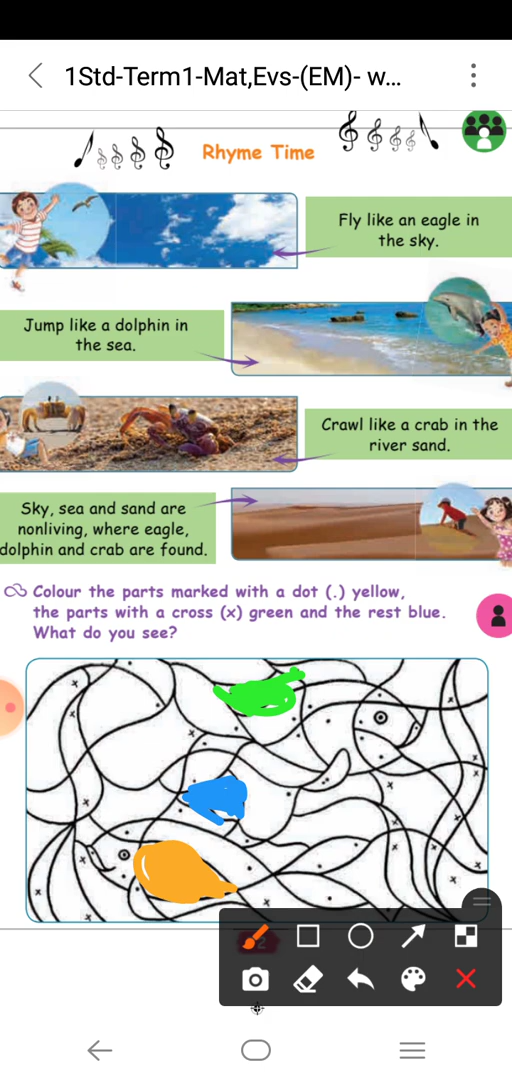 1Std-Term1-Mat,Evs-(EM)- w...
Rhyme Time
Fly like an eagle in
the sky.
Jump like a dolphin in
the sea.
Crawl like a crab in the
river sand.
Sky, sea and sand are
nonliving, where eagle,
dolphin and crab are found.
Colour the parts marked with a dot (.) yellow,
the parts with a cross (x) green and the rest blue.
What do you see?